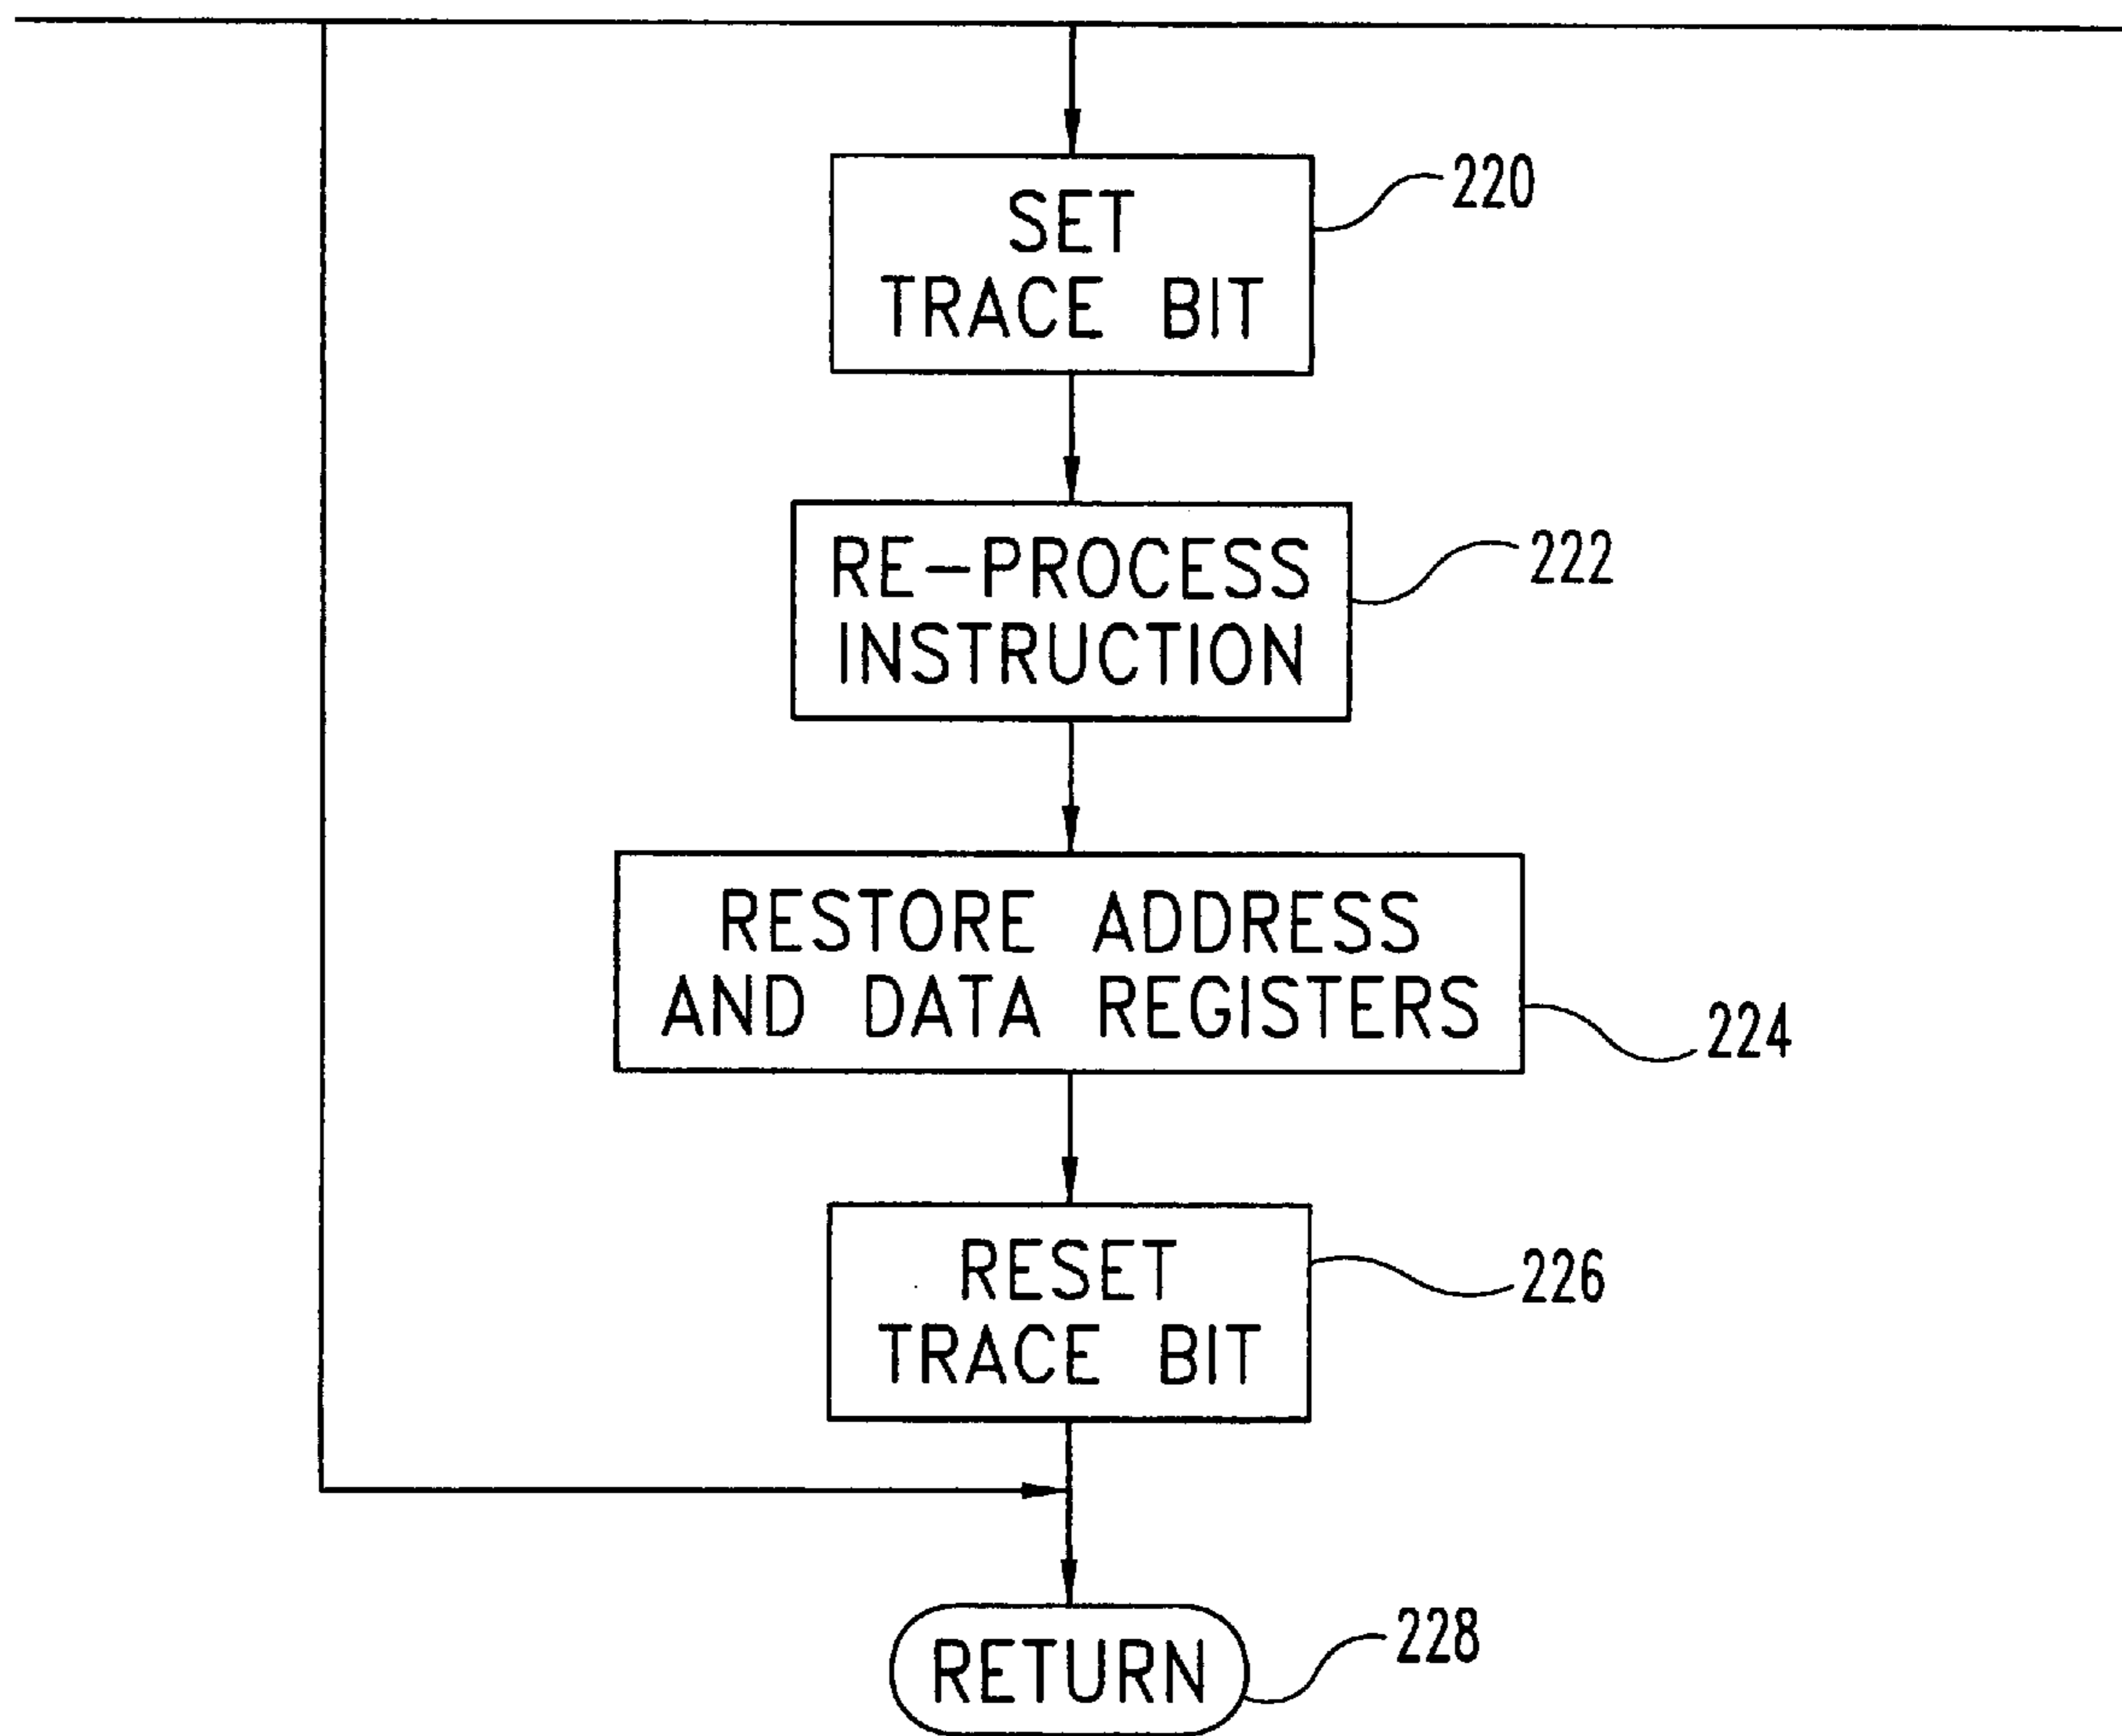 SET
TRACE BIT
220
RE-PROCESS
INSTRUCTION
222
RESTORE ADDRESS
AND DATA REGISTERS
224
RESET
TRACE BIT
226
RETURN
228